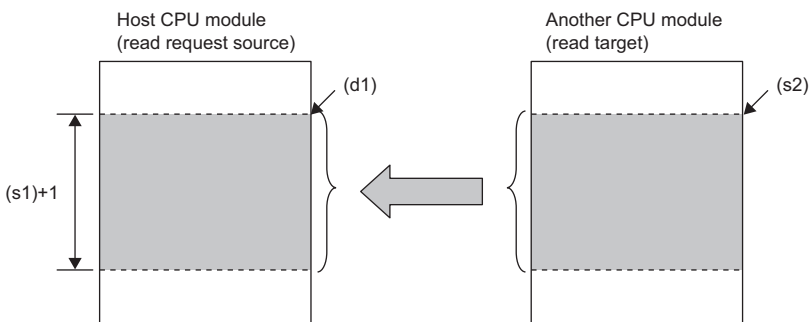 Host CPU module
(read request source)
Another CPU module
(read target)
(d1)
(s2)
(s1)+1